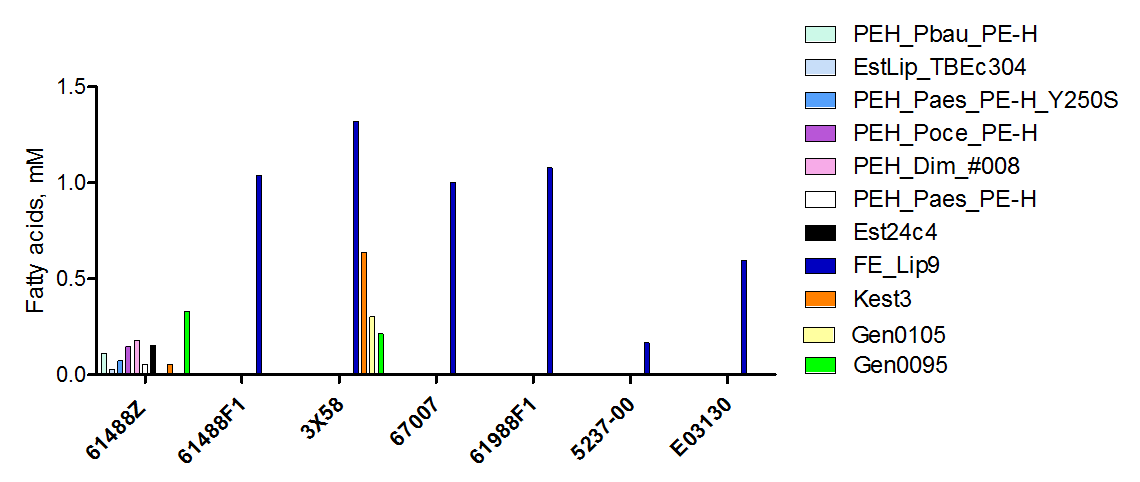 PEH_Pbau_PE-H
EstLip_TBEc304
PEH_Paes_PE-H_Y250S
PEH_Poce_PE-H
PEH_Dim_#008
PEH_Paes_PE-H
Est24c4
FE_Lip9
Kest3
Gen0105
Gen0095
Fatty acids, mM
1.5
1.0
0.5
0.0
61488Z
61488F1
3X58
67007
61988F1
5237-00
E03130